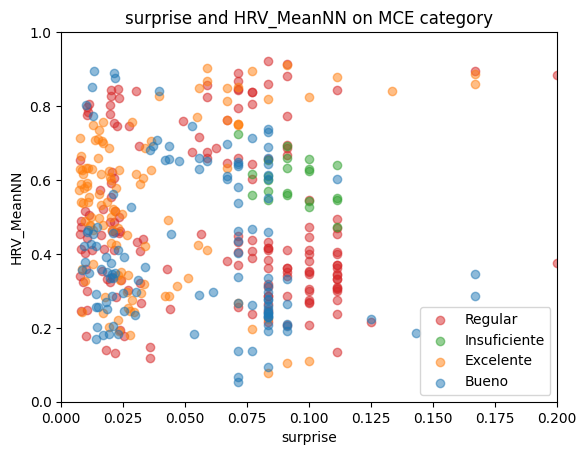 surprise and HRV_MeanNN on MCE category
1.0
0.8
0.6
0.4
0.2
0.0
HRV_MeanNN
Regular
Insuficiente
Excelente
Bueno
0.000
0.025
0.050
0.075
0.100
0.125
0.150
0.175
0.200
surprise